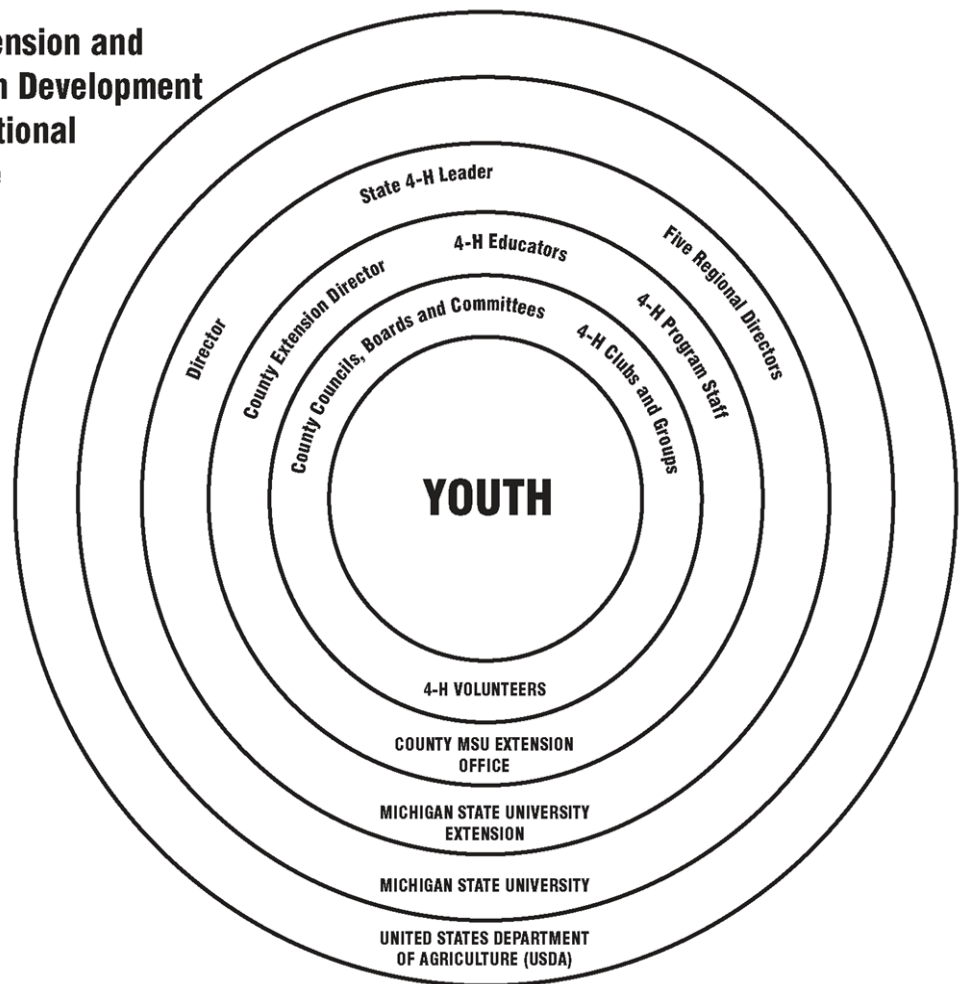 ension and
Development
tional
State 4-H Leader
Five Regional Directors
Director
4-H Educators
County Extension Director
4-H Program Staff
County Councils, Boards and Committees
4-H Clubs and Groups
YOUTH
4-H VOLUNTEERS
COUNTY MSU EXTENSION
OFFICE
MICHIGAN STATE UNIVERSITY
EXTENSION
MICHIGAN STATE UNIVERSITY
UNITED STATES DEPARTMENT
OF AGRICULTURE (USDA)